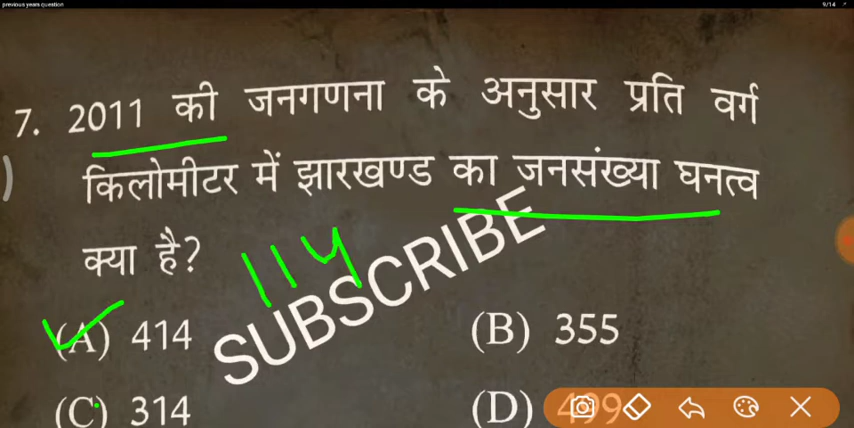 previous years question
9/14
7. 2011 की जनगणना के अनुसार प्रति वर्ग
किलोमीटर में झारखण्ड का जनसंख्या घनत्व
क्या है?
114
SUBSCRIBE
(A) 414 (B) 355
(C) 314 (D) 499